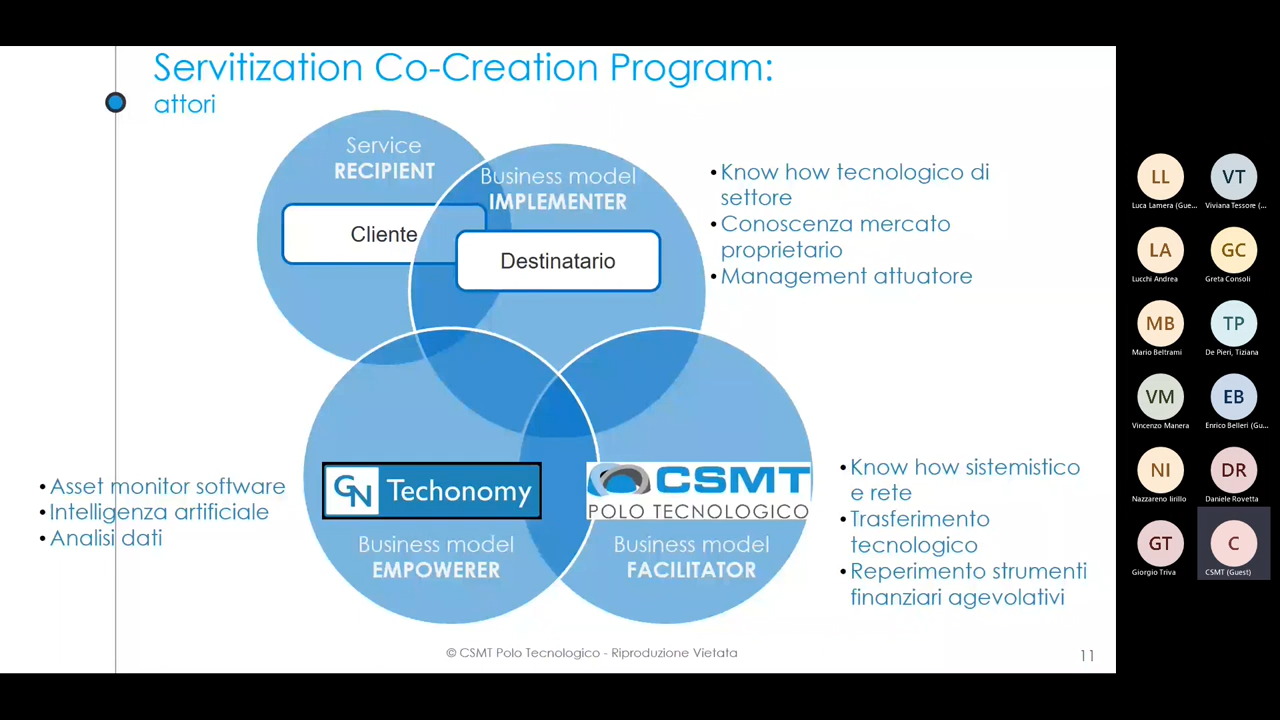 Servitization Co-Creation Program:
attori
Service
RECIPIENT
Cliente
Business model
IMPLEMENTER
Destinatario
•Know how tecnologico di
settore
•Conoscenza mercato
proprietario
•Management attuatore
•Asset monitor software
•Intelligenza artificiale
•Analisi dati
GN Techonomy
Business model
EMPOWERER
CSMT
POLO TECNOLOGICO
Business model
FACILITATOR
•Know how sistemistico
e rete
•Trasferimento
tecnologico
•Reperimento strumenti
finanziari agevolativi
© CSMT Polo Tecnologico - Riproduzione Vietata
11
LL
Luca Lamera (Gue...
VT
Viviana Tessore (...
LA
Lucchi Andrea
GC
Greta Consoli
MB
Mario Beltrami
TP
De Pieri, Tiziana
VM
Vincenzo Manera
EB
Enrico Belleri (Gu...
NI
Nazzareno Iirillo
DR
Daniele Rovetta
GT
Giorgio Triva
C
CSMT (Guest)